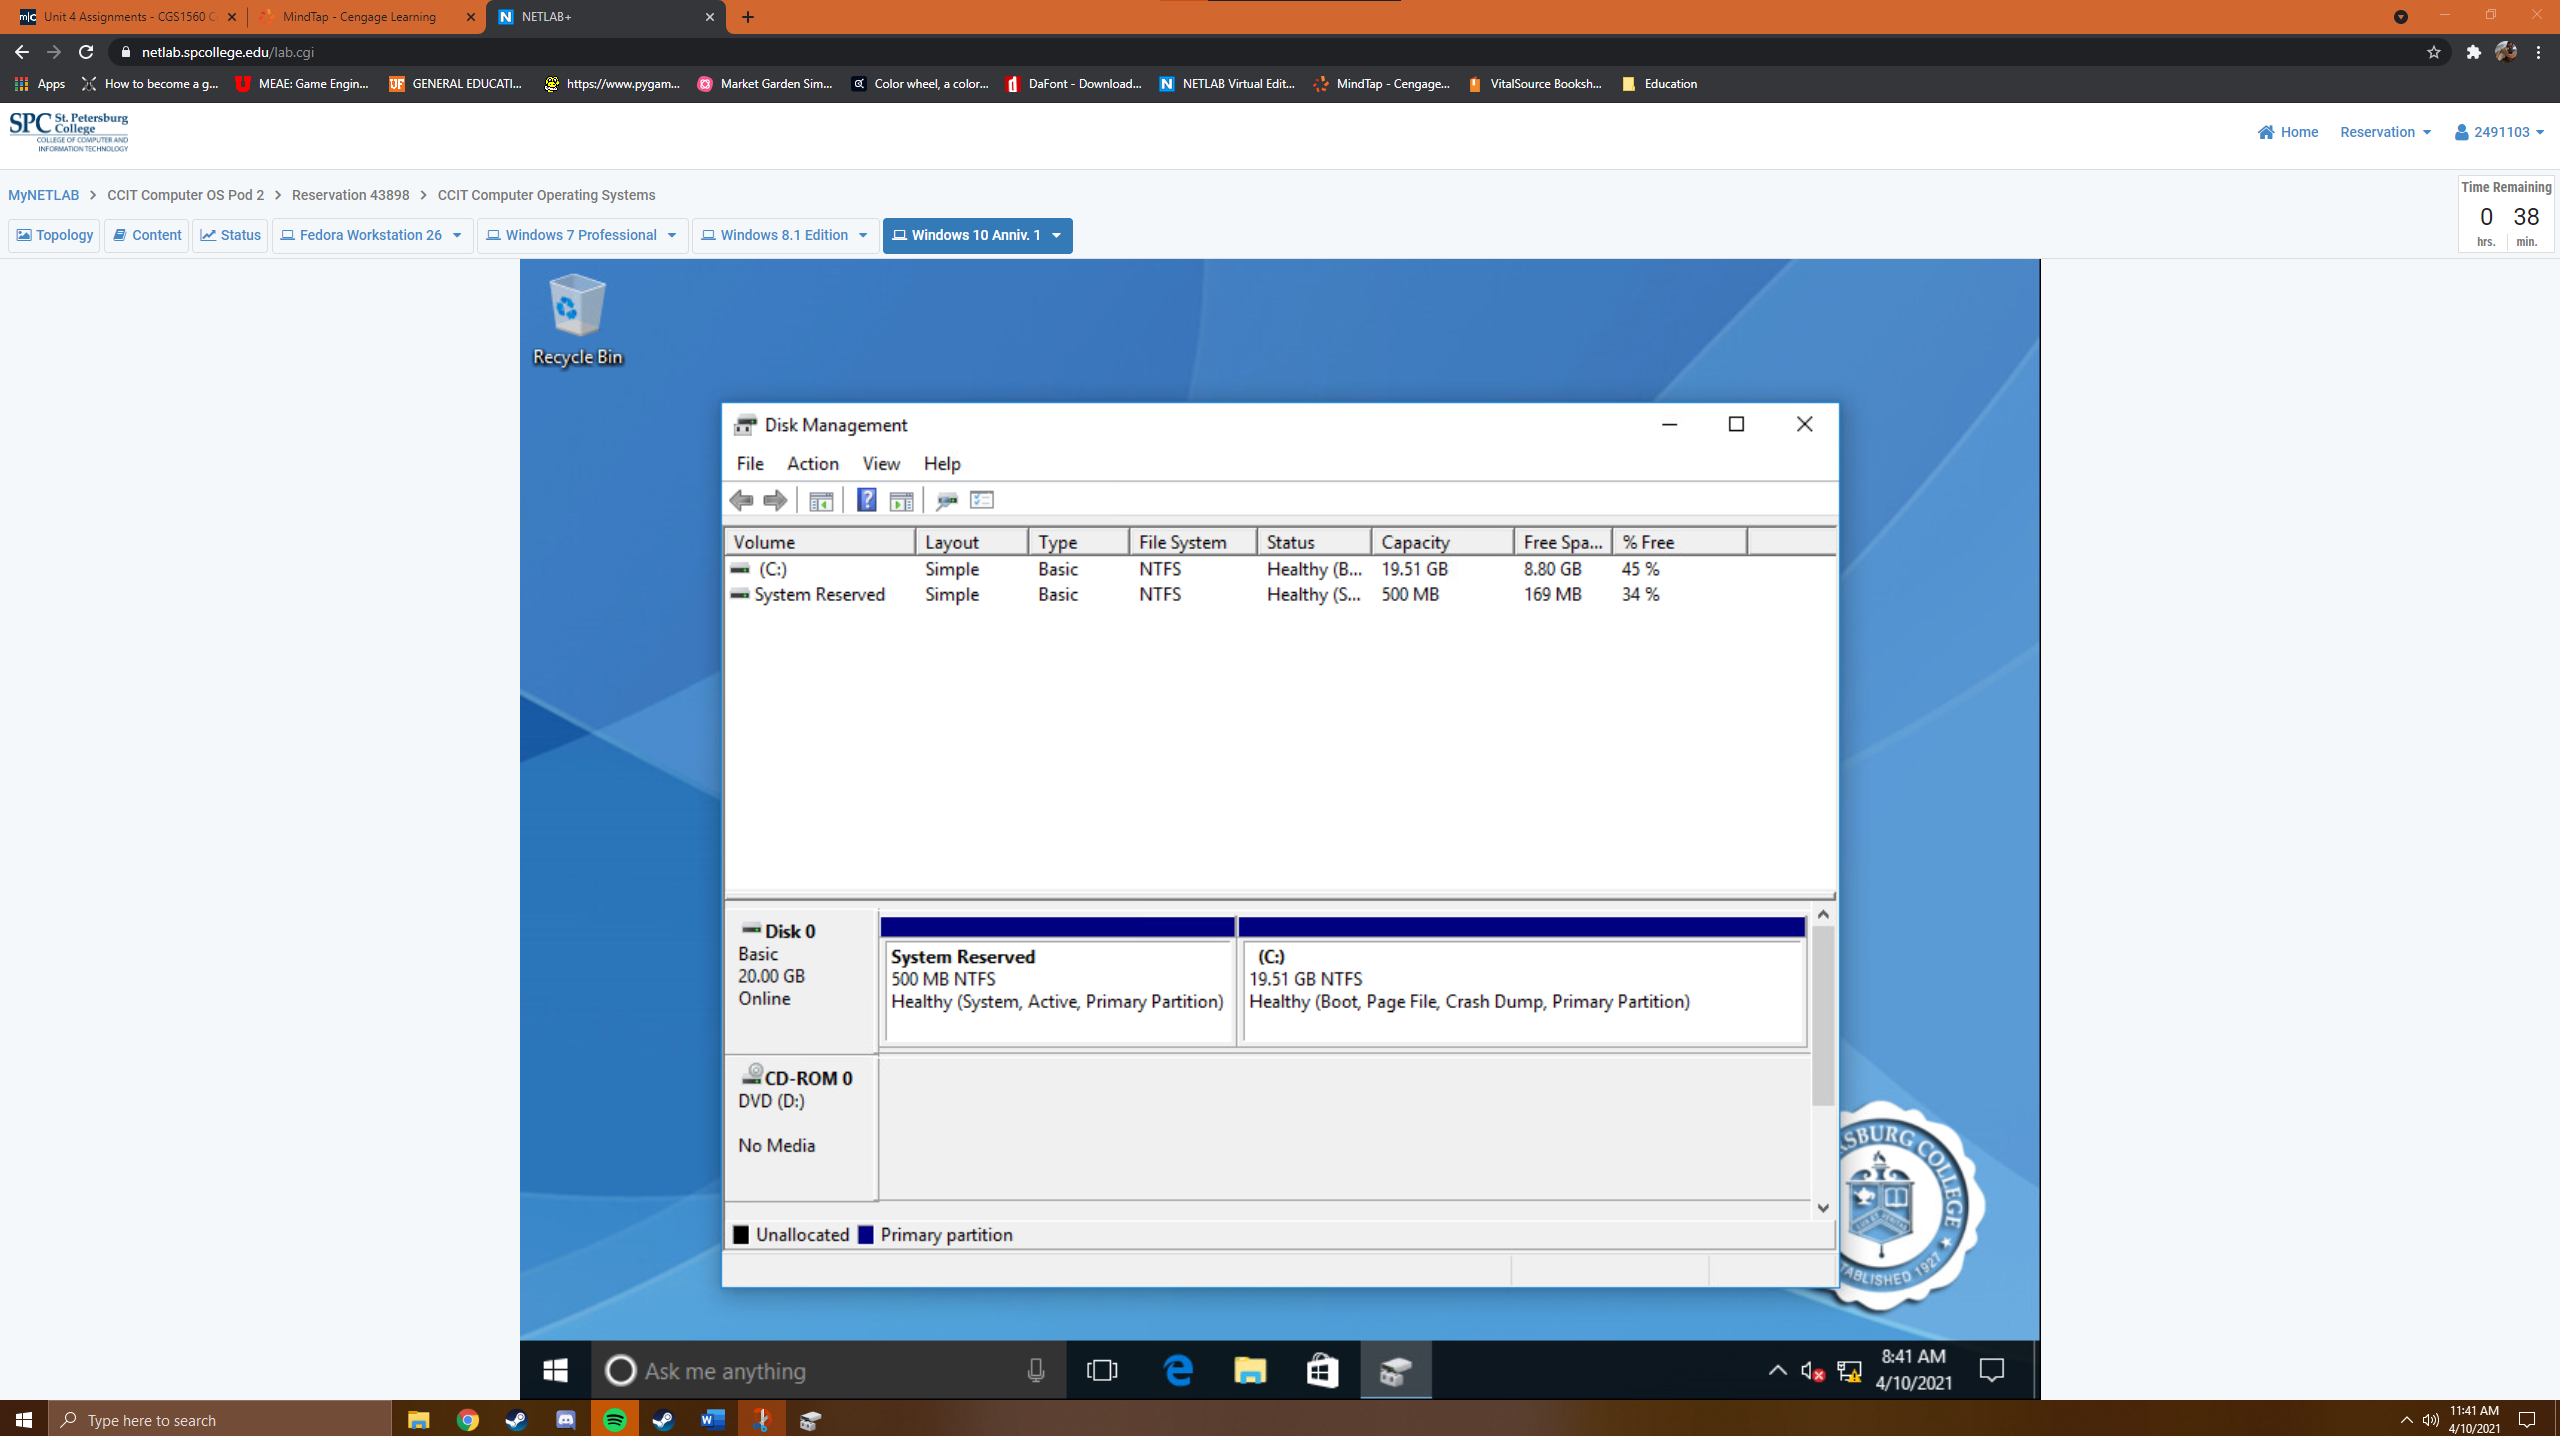 Unit 4 Assignments - CGS1560 C
MindTap - Cengage Learning
NETLAB+
netlab.spcollege.edu/lab.cgi
Apps
How to become a g...
MEAE: Game Engin...
GENERAL EDUCATI...
https://www.pygam...
Market Garden Sim...
Color wheel, a color...
DaFont - Download...
NETLAB Virtual Edit...
MindTap - Cengage...
VitalSource Booksh...
Education
SPC St. Petersburg College
COLLEGE OF COMPUTER AND
INFORMATION TECHNOLOGY
Home
Reservation
2491103
MyNETLAB > CCIT Computer OS Pod 2 > Reservation 43898 > CCIT Computer Operating Systems
Time Remaining
0 38
hrs. min.
Topology
Content
Status
Fedora Workstation 26
Windows 7 Professional
Windows 8.1 Edition
Windows 10 Anniv. 1
Recycle Bin
Disk Management
File Action View Help
Volume Layout Type File System Status Capacity Free Spa... % Free
(C:) Simple Basic NTFS Healthy (B... 19.51 GB 8.80 GB 45 %
System Reserved Simple Basic NTFS Healthy (S... 500 MB 169 MB 34 %
Disk 0
Basic
20.00 GB
Online
System Reserved
500 MB NTFS
Healthy (System, Active, Primary Partition)
(C:)
19.51 GB NTFS
Healthy (Boot, Page File, Crash Dump, Primary Partition)
CD-ROM 0
DVD (D:)
No Media
Unallocated Primary partition
RSBURG COLLEGE
TABLISHED 1927
Ask me anything
8:41 AM
4/10/2021
Type here to search
11:41 AM
4/10/2021